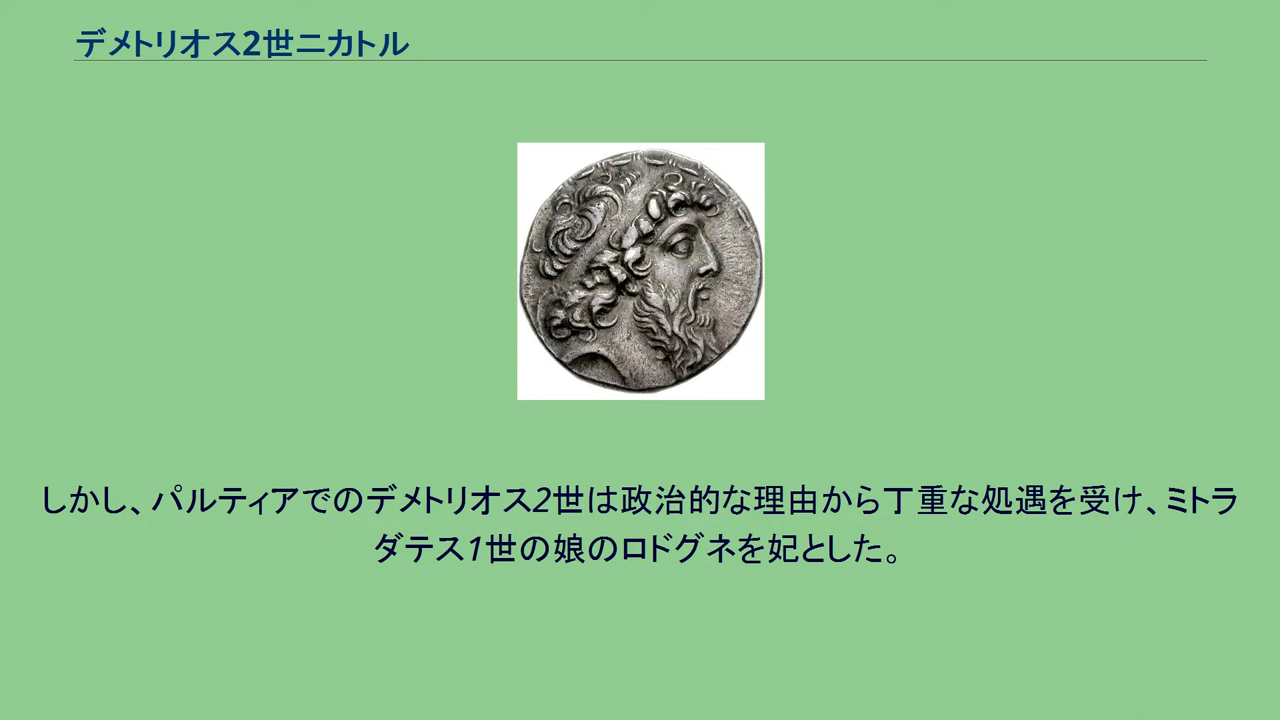 デメトリオス2世ニカトル
しかし、パルティアでのデメトリオス2世は政治的な理由から丁重な処遇を受け、ミトラ
ダテス1世の娘のロドグネを妃とした。